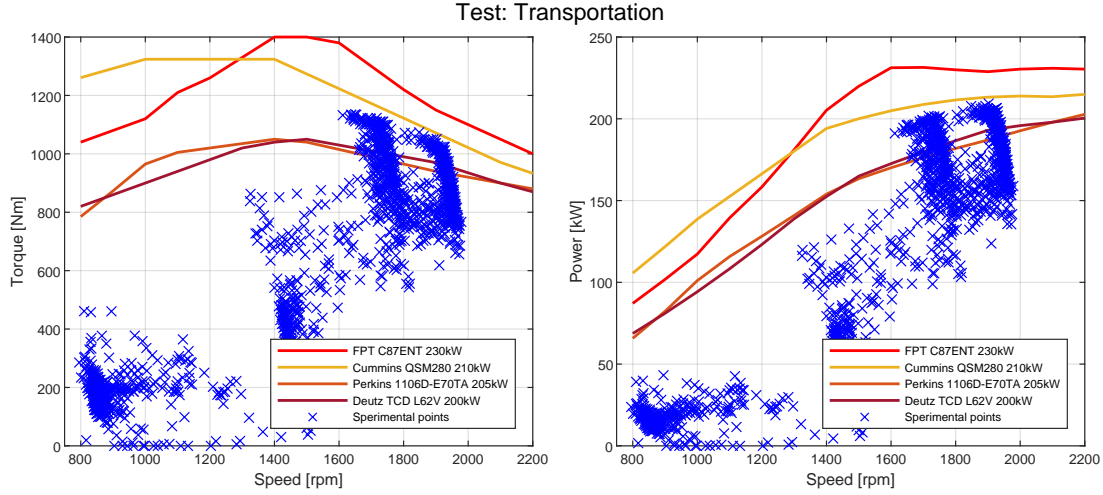 Test: Transportation
1400
1200
1000
800
600
400
200
0
Torque [Nm]
800 1000 1200 1400 1600 1800 2000 2200
Speed [rpm]
FPT C87ENT 230kW
Cummins QSM280 210kW
Perkins 1106D-E70TA 205kW
Deutz TCD L62V 200kW
Sperimental points
250
200
150
100
50
0
Power [kW]
800 1000 1200 1400 1600 1800 2000 2200
Speed [rpm]
FPT C87ENT 230kW
Cummins QSM280 210kW
Perkins 1106D-E70TA 205kW
Deutz TCD L62V 200kW
Sperimental points